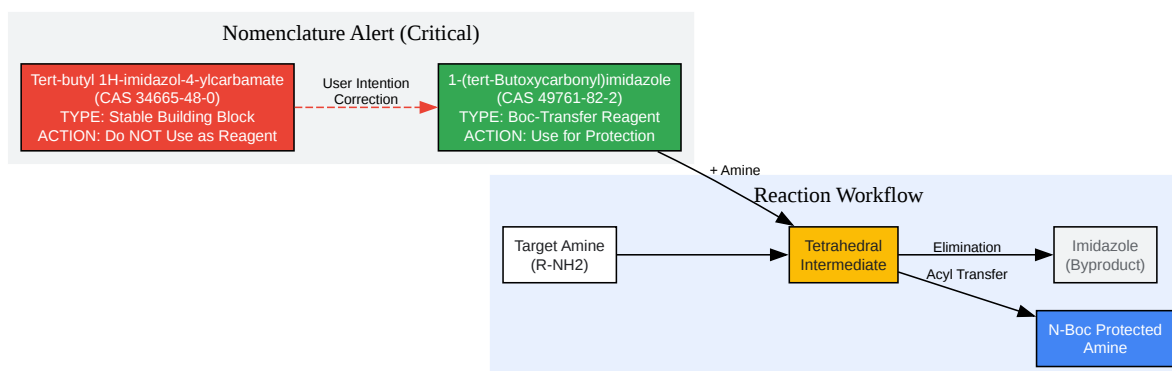 Nomenclature Alert (Critical)
Tert-butyl 1H-imidazol-4-ylcarbamate
(CAS 34665-48-0)
TYPE: Stable Building Block
ACTION: Do NOT Use as Reagent
User Intention
Correction
1-(tert-Butoxycarbonyl)imidazole
(CAS 49761-82-2)
TYPE: Boc-Transfer Reagent
ACTION: Use for Protection
+ Amine
Reaction Workflow
Target Amine
(R-NH2)
Tetrahedral
Intermediate
Elimination
Acyl Transfer
Imidazole
(Byproduct)
N-Boc Protected
Amine